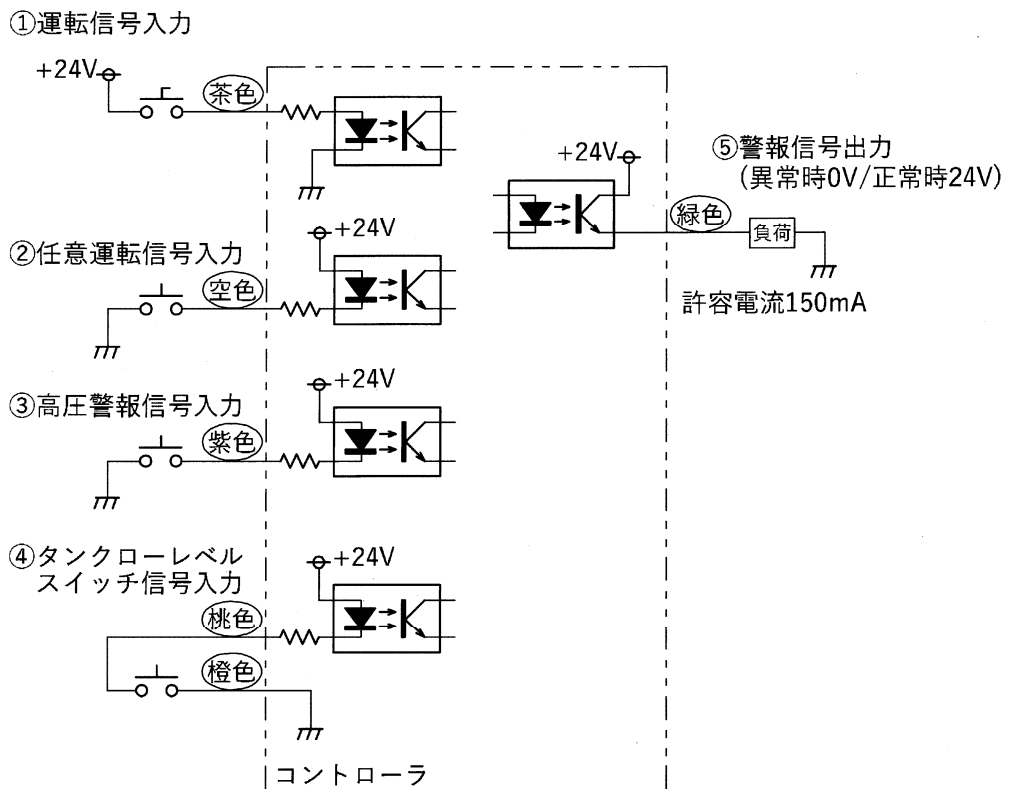 ①運転信号入力
+24V
茶色
+24V
⑤警報信号出力
(異常時0V/正常時24V)
緑色
負荷
許容電流150mA
②任意運転信号入力
+24V
空色
③高圧警報信号入力
+24V
紫色
④タンクローレベル
スイッチ信号入力
+24V
桃色
橙色
コントローラ